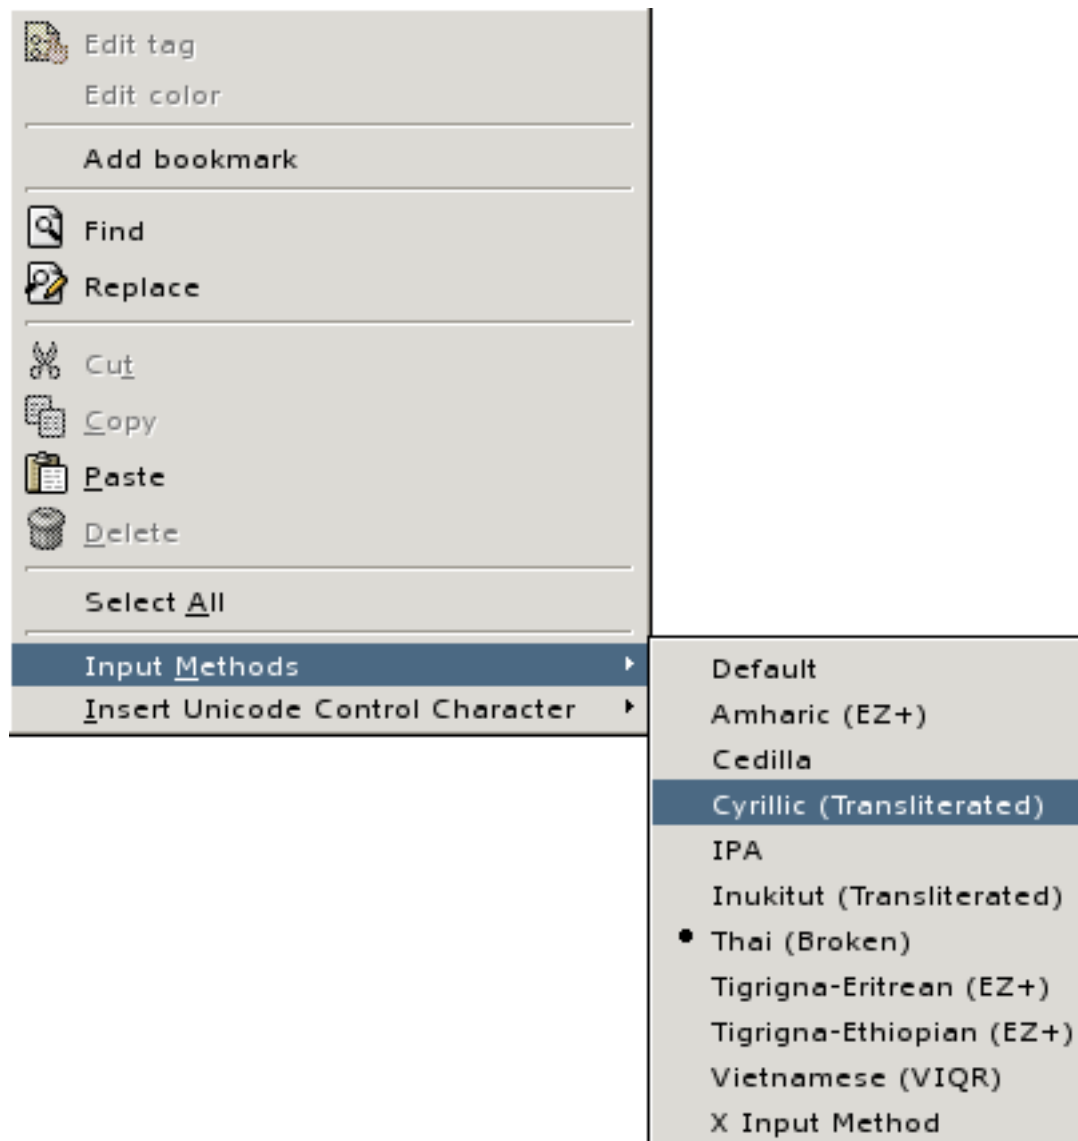 Edit tag
Edit color
Add bookmark
Find
Replace
Cut
Copy
Paste
Delete
Select All
Input Methods
Insert Unicode Control Character
Default
Amharic (EZ+)
Cedilla
Cyrillic (Transliterated)
IPA
Inukitut (Transliterated)
Thai (Broken)
Tigrigna-Eritrean (EZ+)
Tigrigna-Ethiopian (EZ+)
Vietnamese (VIQR)
X Input Method